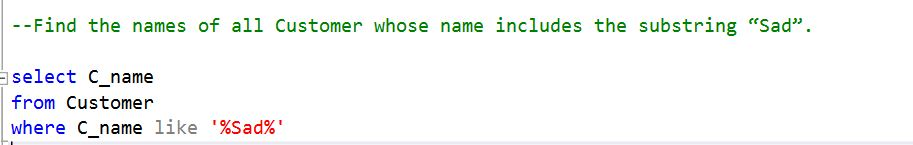 --Find the names of all Customer whose name includes the substring “Sad”.
select C_name
from Customer
where C_name like '%Sad%'